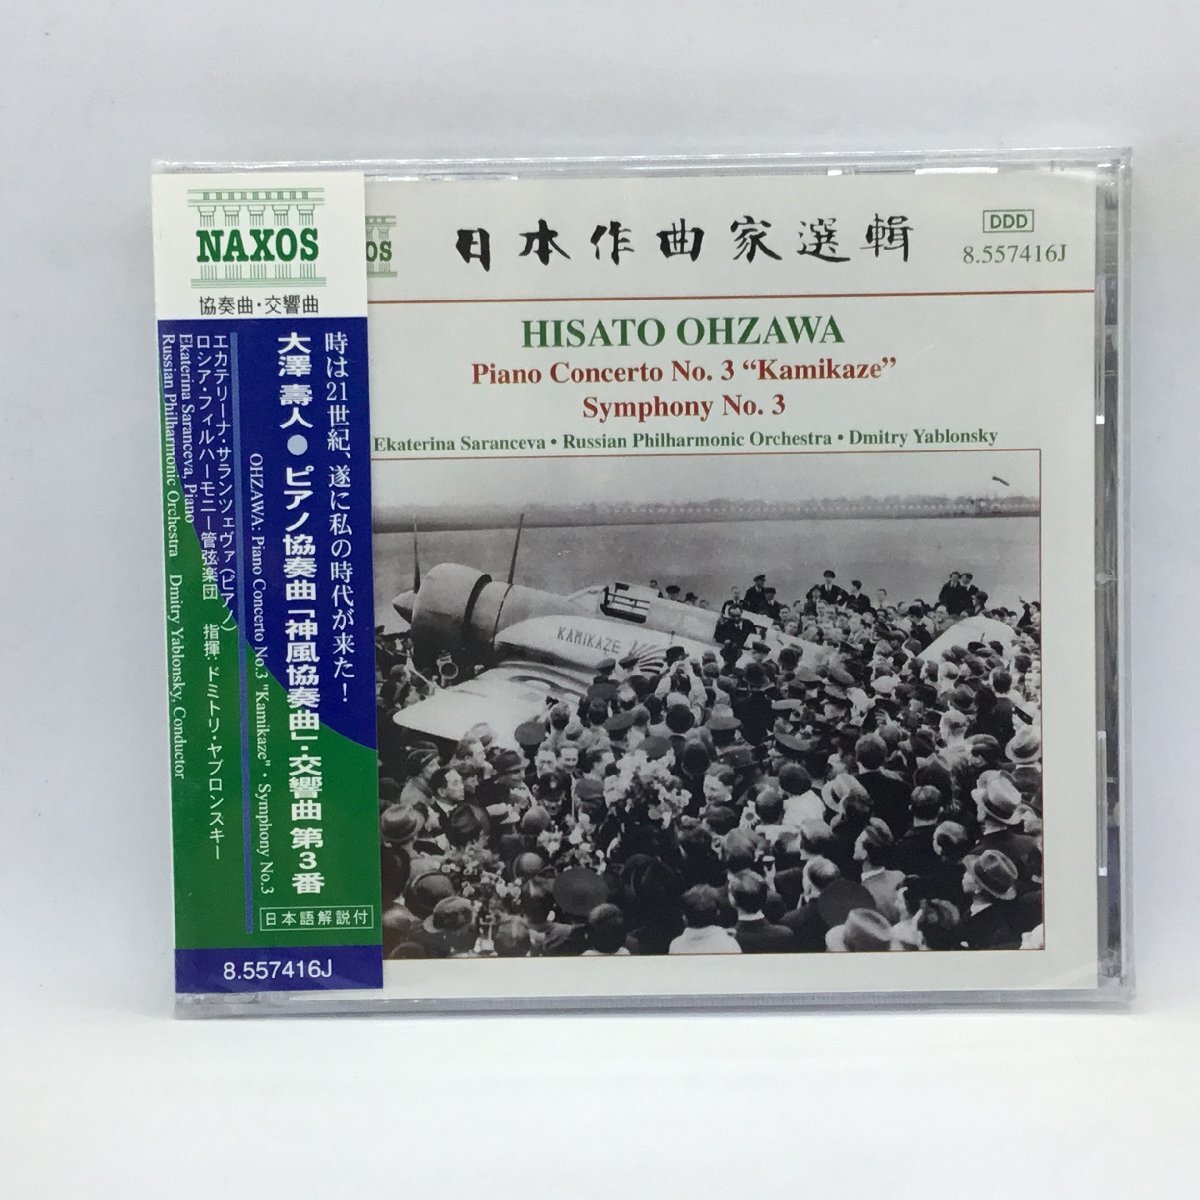 NAXOS
協奏曲・交響曲
時は21世紀、遂に私の時代が来た！
大澤 壽人●ピアノ協奏曲「神風協奏曲」・交響曲 第3番
OHZAWA: Piano Concerto No.3 "Kamikaze"・Symphony No.3
エカテリーナ・サランツェヴァ（ピアノ）
ロシア・フィルハーモニー管弦楽団　指揮：ドミトリ・ヤブロンスキー
Ekaterina Saranceva, Piano
Russian Philharmonic Orchestra　Dmitry Yablonsky, Conductor
日本語解説付
8.557416J
OS
日本作曲家選輯
DDD
8.557416J
HISATO OHZAWA
Piano Concerto No. 3 “Kamikaze”
Symphony No. 3
Ekaterina Saranceva • Russian Philharmonic Orchestra • Dmitry Yablonsky
KAMIKAZE